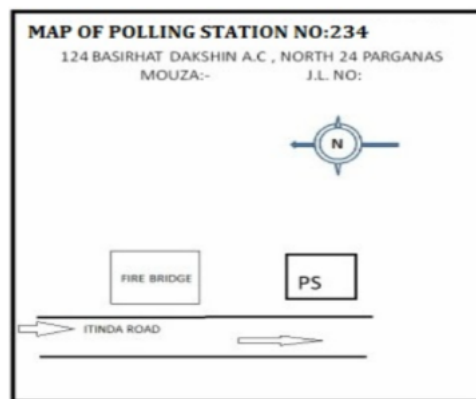 MAP OF POLLING STATION NO:234
124 BASIRHAT DAKSHIN A.C , NORTH 24 PARGANAS
MOUZA:- J.L. NO:
N
FIRE BRIDGE
PS
ITINDA ROAD